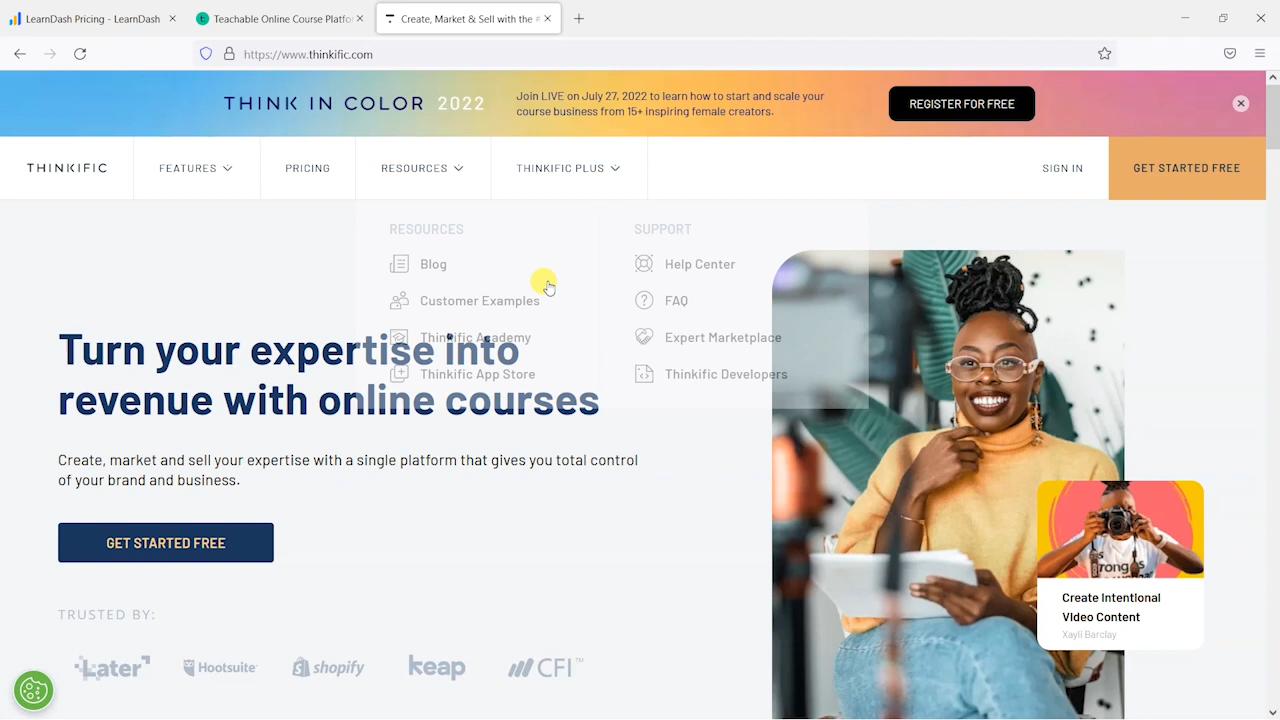 LearnDash Pricing - LearnDash
Teachable Online Course Platfo
Create, Market & Sell with the #
https://www.thinkific.com
THINK IN COLOR 2022
Join LIVE on July 27, 2022 to learn how to start and scale your
course business from 15+ inspiring female creators.
REGISTER FOR FREE
THINKIFIC
FEATURES
PRICING
RESOURCES
THINKIFIC PLUS
SIGN IN
GET STARTED FREE
RESOURCES
Blog
Customer Examples
Thinkific Academy
Thinkific App Store
SUPPORT
Help Center
FAQ
Expert Marketplace
Thinkific Developers
Turn your expertise into
revenue with online courses
Create, market and sell your expertise with a single platform that gives you total control
of your brand and business.
GET STARTED FREE
TRUSTED BY:
Later
Hootsuite
shopify
keap
CFI™
Create Intentional
Video Content
Xayli Barclay